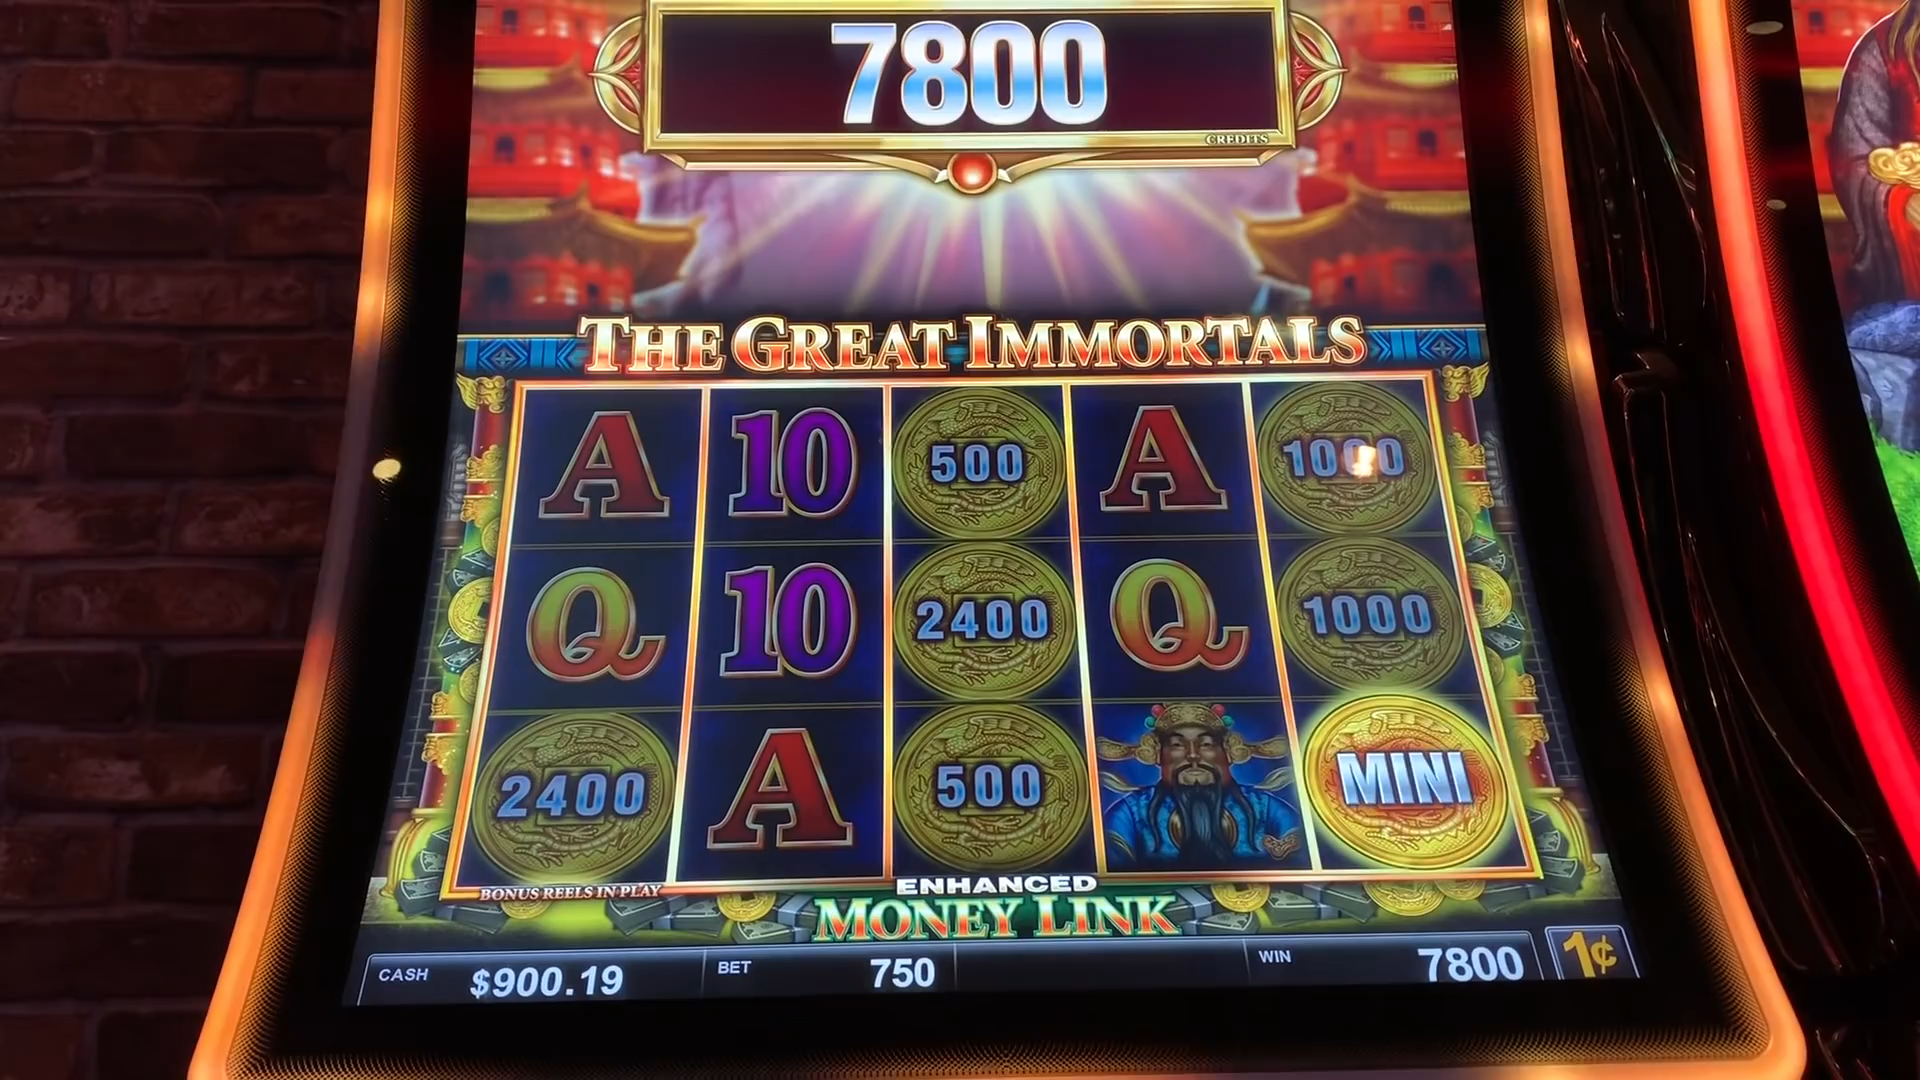 7800
CREDITS
THE GREAT IMMORTALS
A 10 500 A 1000
Q 10 2400 Q 1000
2400 A 500 MINI
BONUS REELS IN PLAY
ENHANCED
MONEY LINK
CASH $900.19 BET 750 WIN 7800 1¢